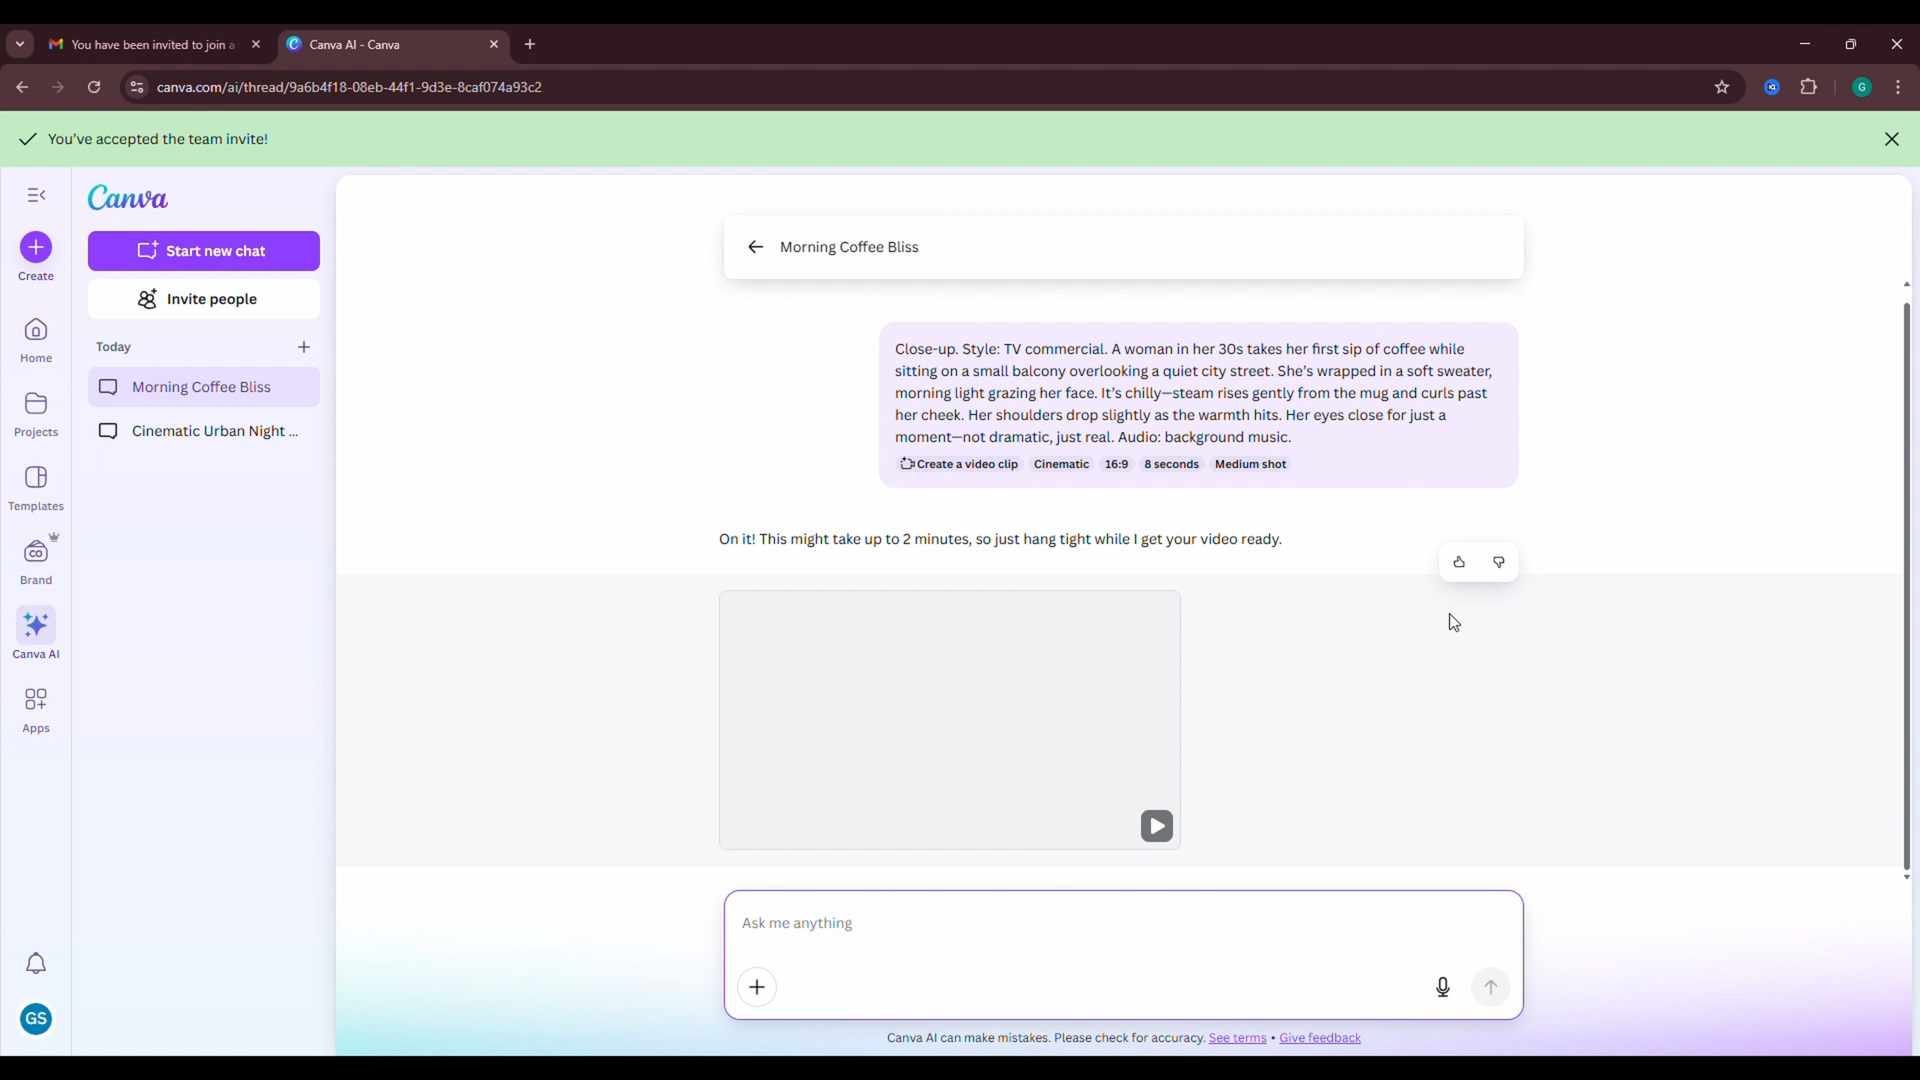 You have been invited to join a
Canva AI - Canva
canva.com/ai/thread/9a6b4f18-08eb-44f1-9d3e-8caf074a93c2
G
You've accepted the team invite!
Canva
Start new chat
Invite people
Today
Morning Coffee Bliss
Cinematic Urban Night ...
Create
Home
Projects
Templates
CO
Brand
Canva AI
Apps
GS
Morning Coffee Bliss
Close-up. Style: TV commercial. A woman in her 30s takes her first sip of coffee while
sitting on a small balcony overlooking a quiet city street. She's wrapped in a soft sweater,
morning light grazing her face. It's chilly—steam rises gently from the mug and curls past
her cheek. Her shoulders drop slightly as the warmth hits. Her eyes close for just a
moment—not dramatic, just real. Audio: background music.
Create a video clip Cinematic 16:9 8 seconds Medium shot
On it! This might take up to 2 minutes, so just hang tight while I get your video ready.
Ask me anything
Canva AI can make mistakes. Please check for accuracy. See terms • Give feedback